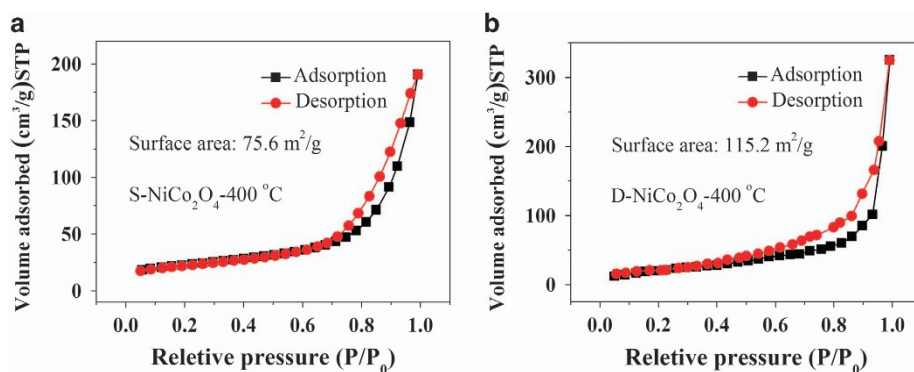 a
Volume adsorbed (cm³/g)STP
200
150
100
50
0
Adsorption
Desorption
Surface area: 75.6 m²/g
S-NiCo₂O₄-400 °C
0.0 0.2 0.4 0.6 0.8 1.0
Reletive pressure (P/P₀)
b
Volume adsorbed (cm³/g)STP
300
200
100
0
Adsorption
Desorption
Surface area: 115.2 m²/g
D-NiCo₂O₄-400 °C
0.0 0.2 0.4 0.6 0.8 1.0
Reletive pressure (P/P₀)